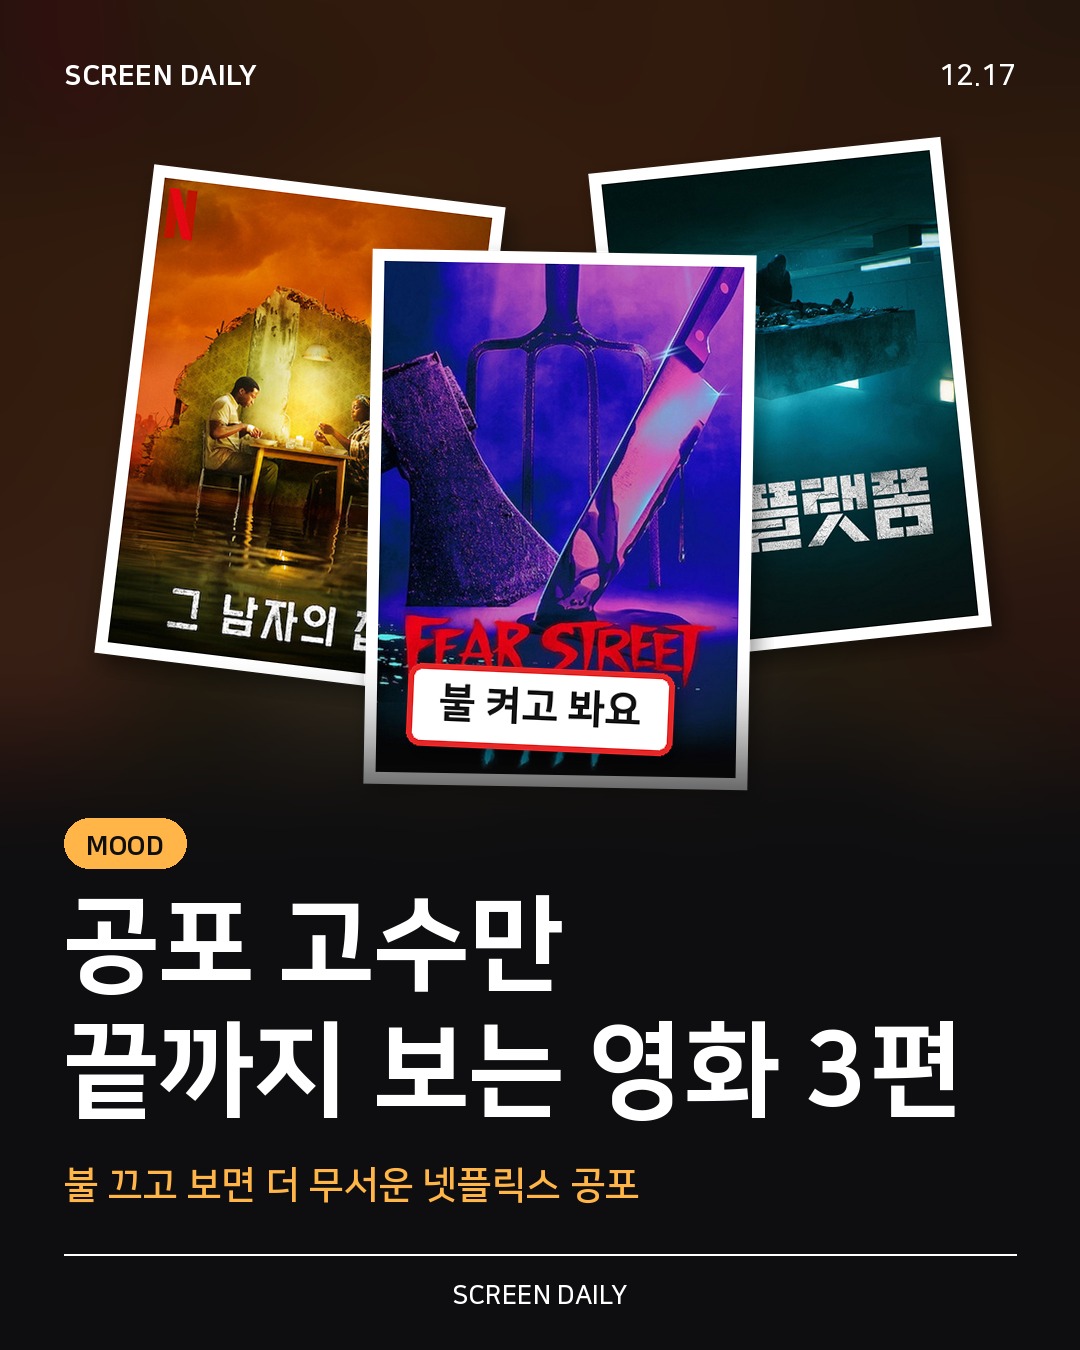 SCREEN DAILY
12.17
N
그 남자의
플랫폼
FEAR STREET
불 켜고 봐요
MOOD
공포 고수만
끝까지 보는 영화 3편
불 끄고 보면 더 무서운 넷플릭스 공포
SCREEN DAILY